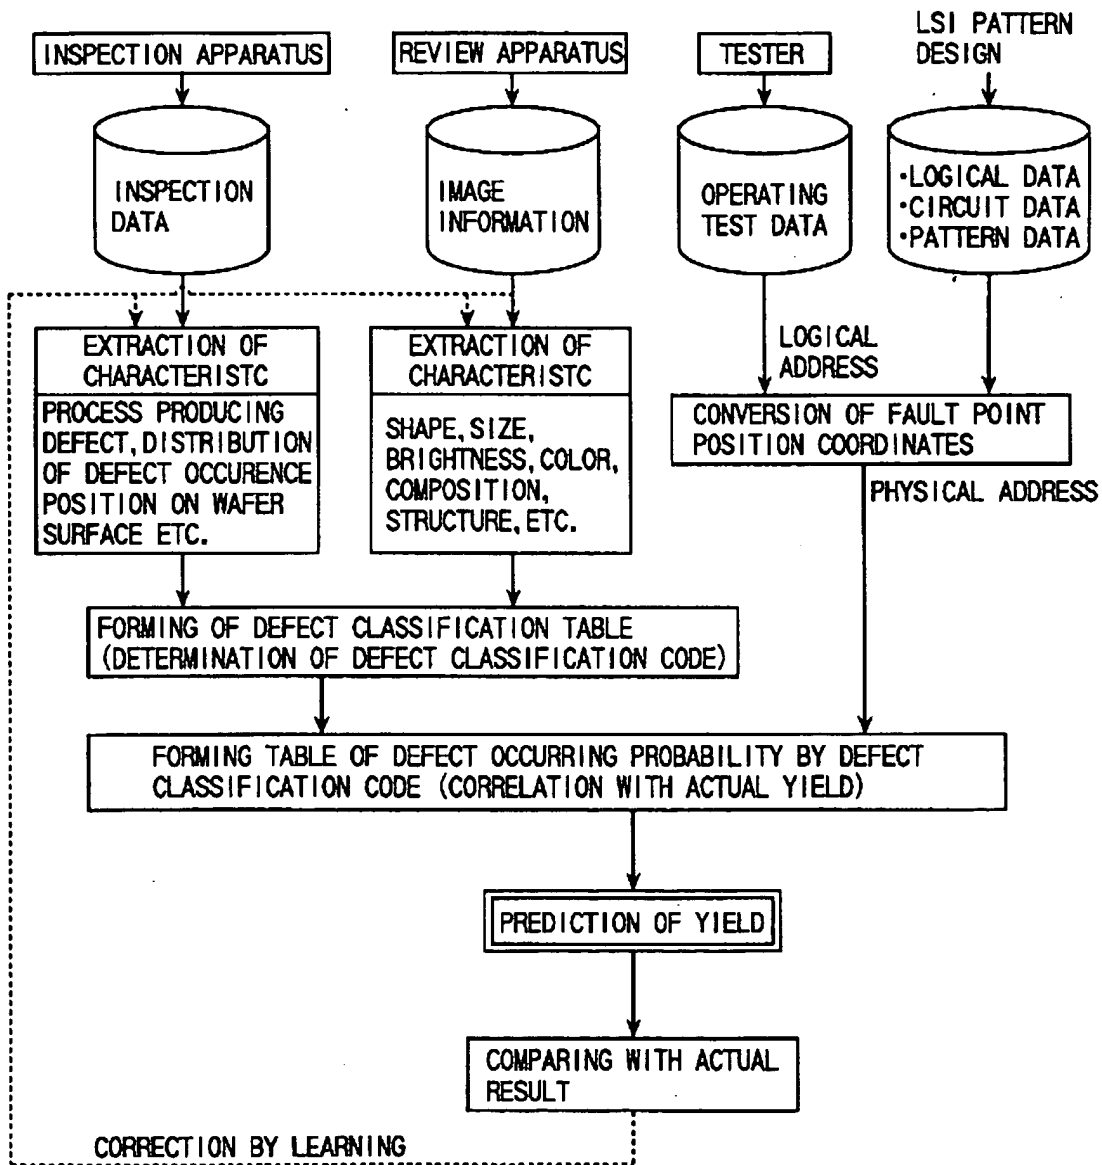 INSPECTION APPARATUS
REVIEW APPARATUS
TESTER
LSI PATTERN
DESIGN
INSPECTION
DATA
IMAGE
INFORMATION
OPERATING
TEST DATA
•LOGICAL DATA
•CIRCUIT DATA
•PATTERN DATA
EXTRACTION OF
CHARACTERISTC
PROCESS PRODUCING
DEFECT, DISTRIBUTION
OF DEFECT OCCURENCE
POSITION ON WAFER
SURFACE ETC.
EXTRACTION OF
CHARACTERISTC
SHAPE, SIZE,
BRIGHTNESS, COLOR,
COMPOSITION,
STRUCTURE, ETC.
LOGICAL
ADDRESS
CONVERSION OF FAULT POINT
POSITION COORDINATES
PHYSICAL ADDRESS
FORMING OF DEFECT CLASSIFICATION TABLE
(DETERMINATION OF DEFECT CLASSIFICATION CODE)
FORMING TABLE OF DEFECT OCCURRING PROBABILITY BY DEFECT
CLASSIFICATION CODE (CORRELATION WITH ACTUAL YIELD)
PREDICTION OF YIELD
COMPARING WITH ACTUAL
RESULT
CORRECTION BY LEARNING